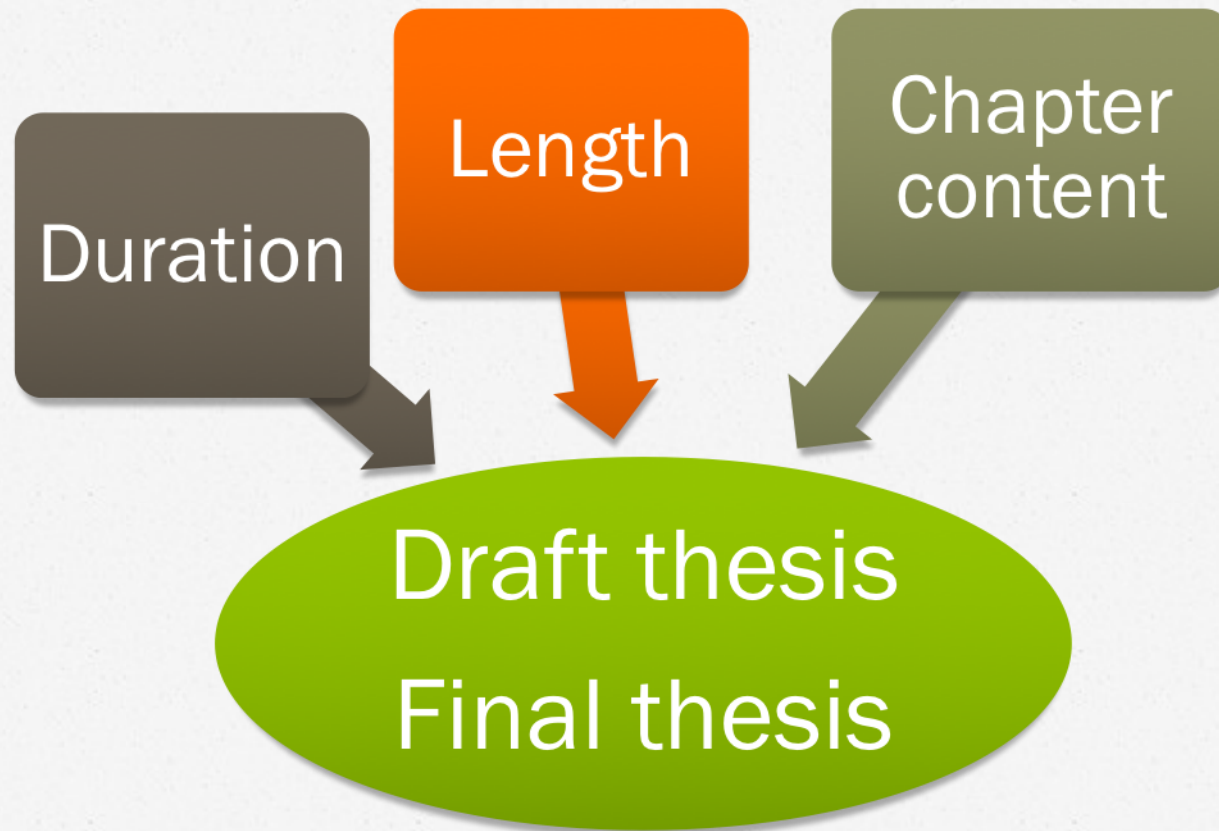 Duration
Length
Chapter
content
Draft thesis
Final thesis